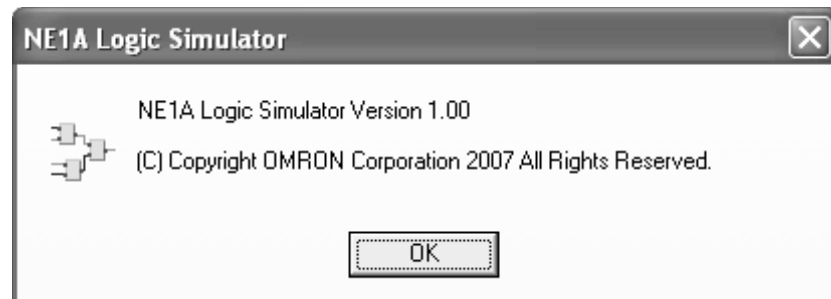 NE1A Logic Simulator
NE1A Logic Simulator Version 1.00
(C) Copyright OMRON Corporation 2007 All Rights Reserved.
OK